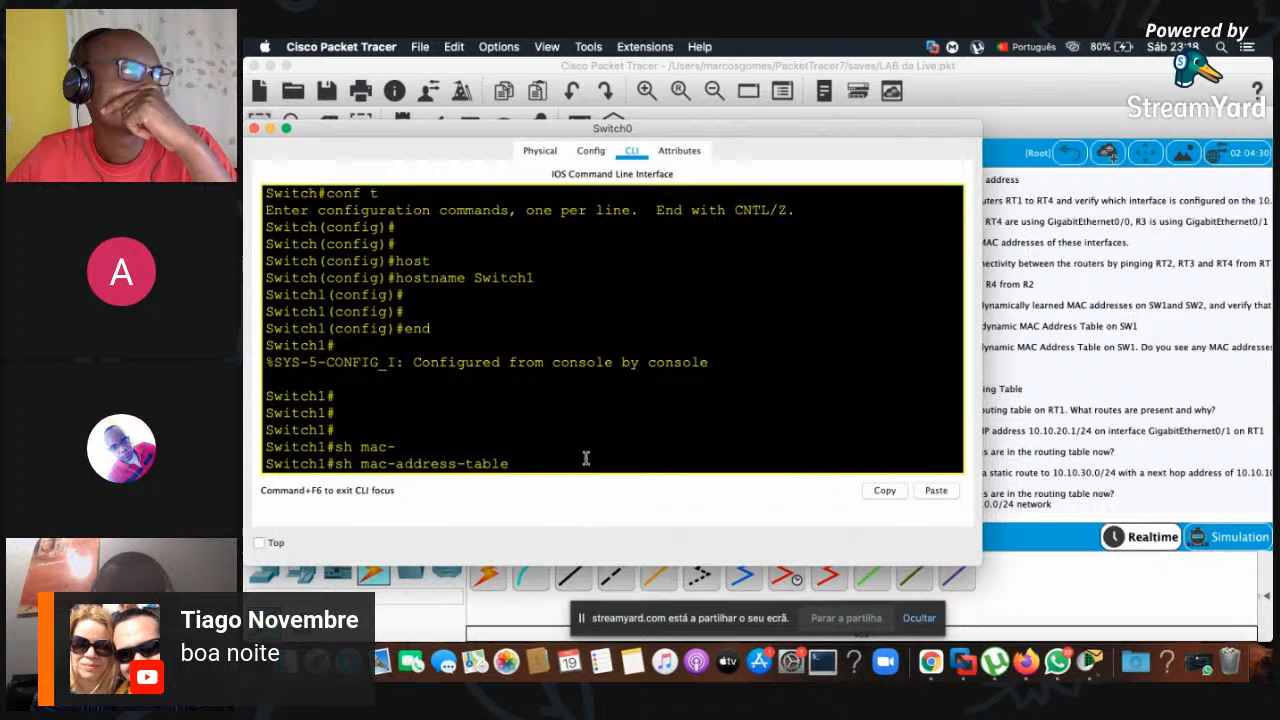 Powered by
StreamYard
Cisco Packet Tracer File Edit Options View Tools Extensions Help
Português 80% Sáb 23:18
Cisco Packet Tracer - /Users/marcosgomes/PacketTracer7/saves/LAB da Live.pkt
Switch0
Physical Config CLI Attributes
IOS Command Line Interface
Switch#conf t
Enter configuration commands, one per line. End with CNTL/Z.
Switch(config)#
Switch(config)#
Switch(config)#host
Switch(config)#hostname Switch1
Switch1(config)#
Switch1(config)#
Switch1(config)#end
Switch1#
%SYS-5-CONFIG_I: Configured from console by console
Switch1#
Switch1#
Switch1#
Switch1#sh mac-
Switch1#sh mac-address-table
Command+F6 to exit CLI focus
Copy Paste
Top
[Root] 02:04:30
address
uters RT1 to RT4 and verify which interface is configured on the 10.
RT4 are using GigabitEthernet0/0, R3 is using GigabitEthernet0/1
MAC addresses of these interfaces.
nectivity between the routers by pinging RT2, RT3 and RT4 from RT
R4 from R2
dynamically learned MAC addresses on SW1and SW2, and verify that
dynamic MAC Address Table on SW1
dynamic MAC Address Table on SW1. Do you see any MAC addresses
ing Table
outing table on RT1. What routes are present and why?
IP address 10.10.20.1/24 on interface GigabitEthernet0/1 on RT1
es are in the routing table now?
a static route to 10.10.30.0/24 with a next hop address of 10.10.10
es are in the routing table now?
0.0/24 network
Realtime Simulation
A
streamyard.com está a partilhar o seu ecrã. Parar a partilha Ocultar
Tiago Novembre
boa noite